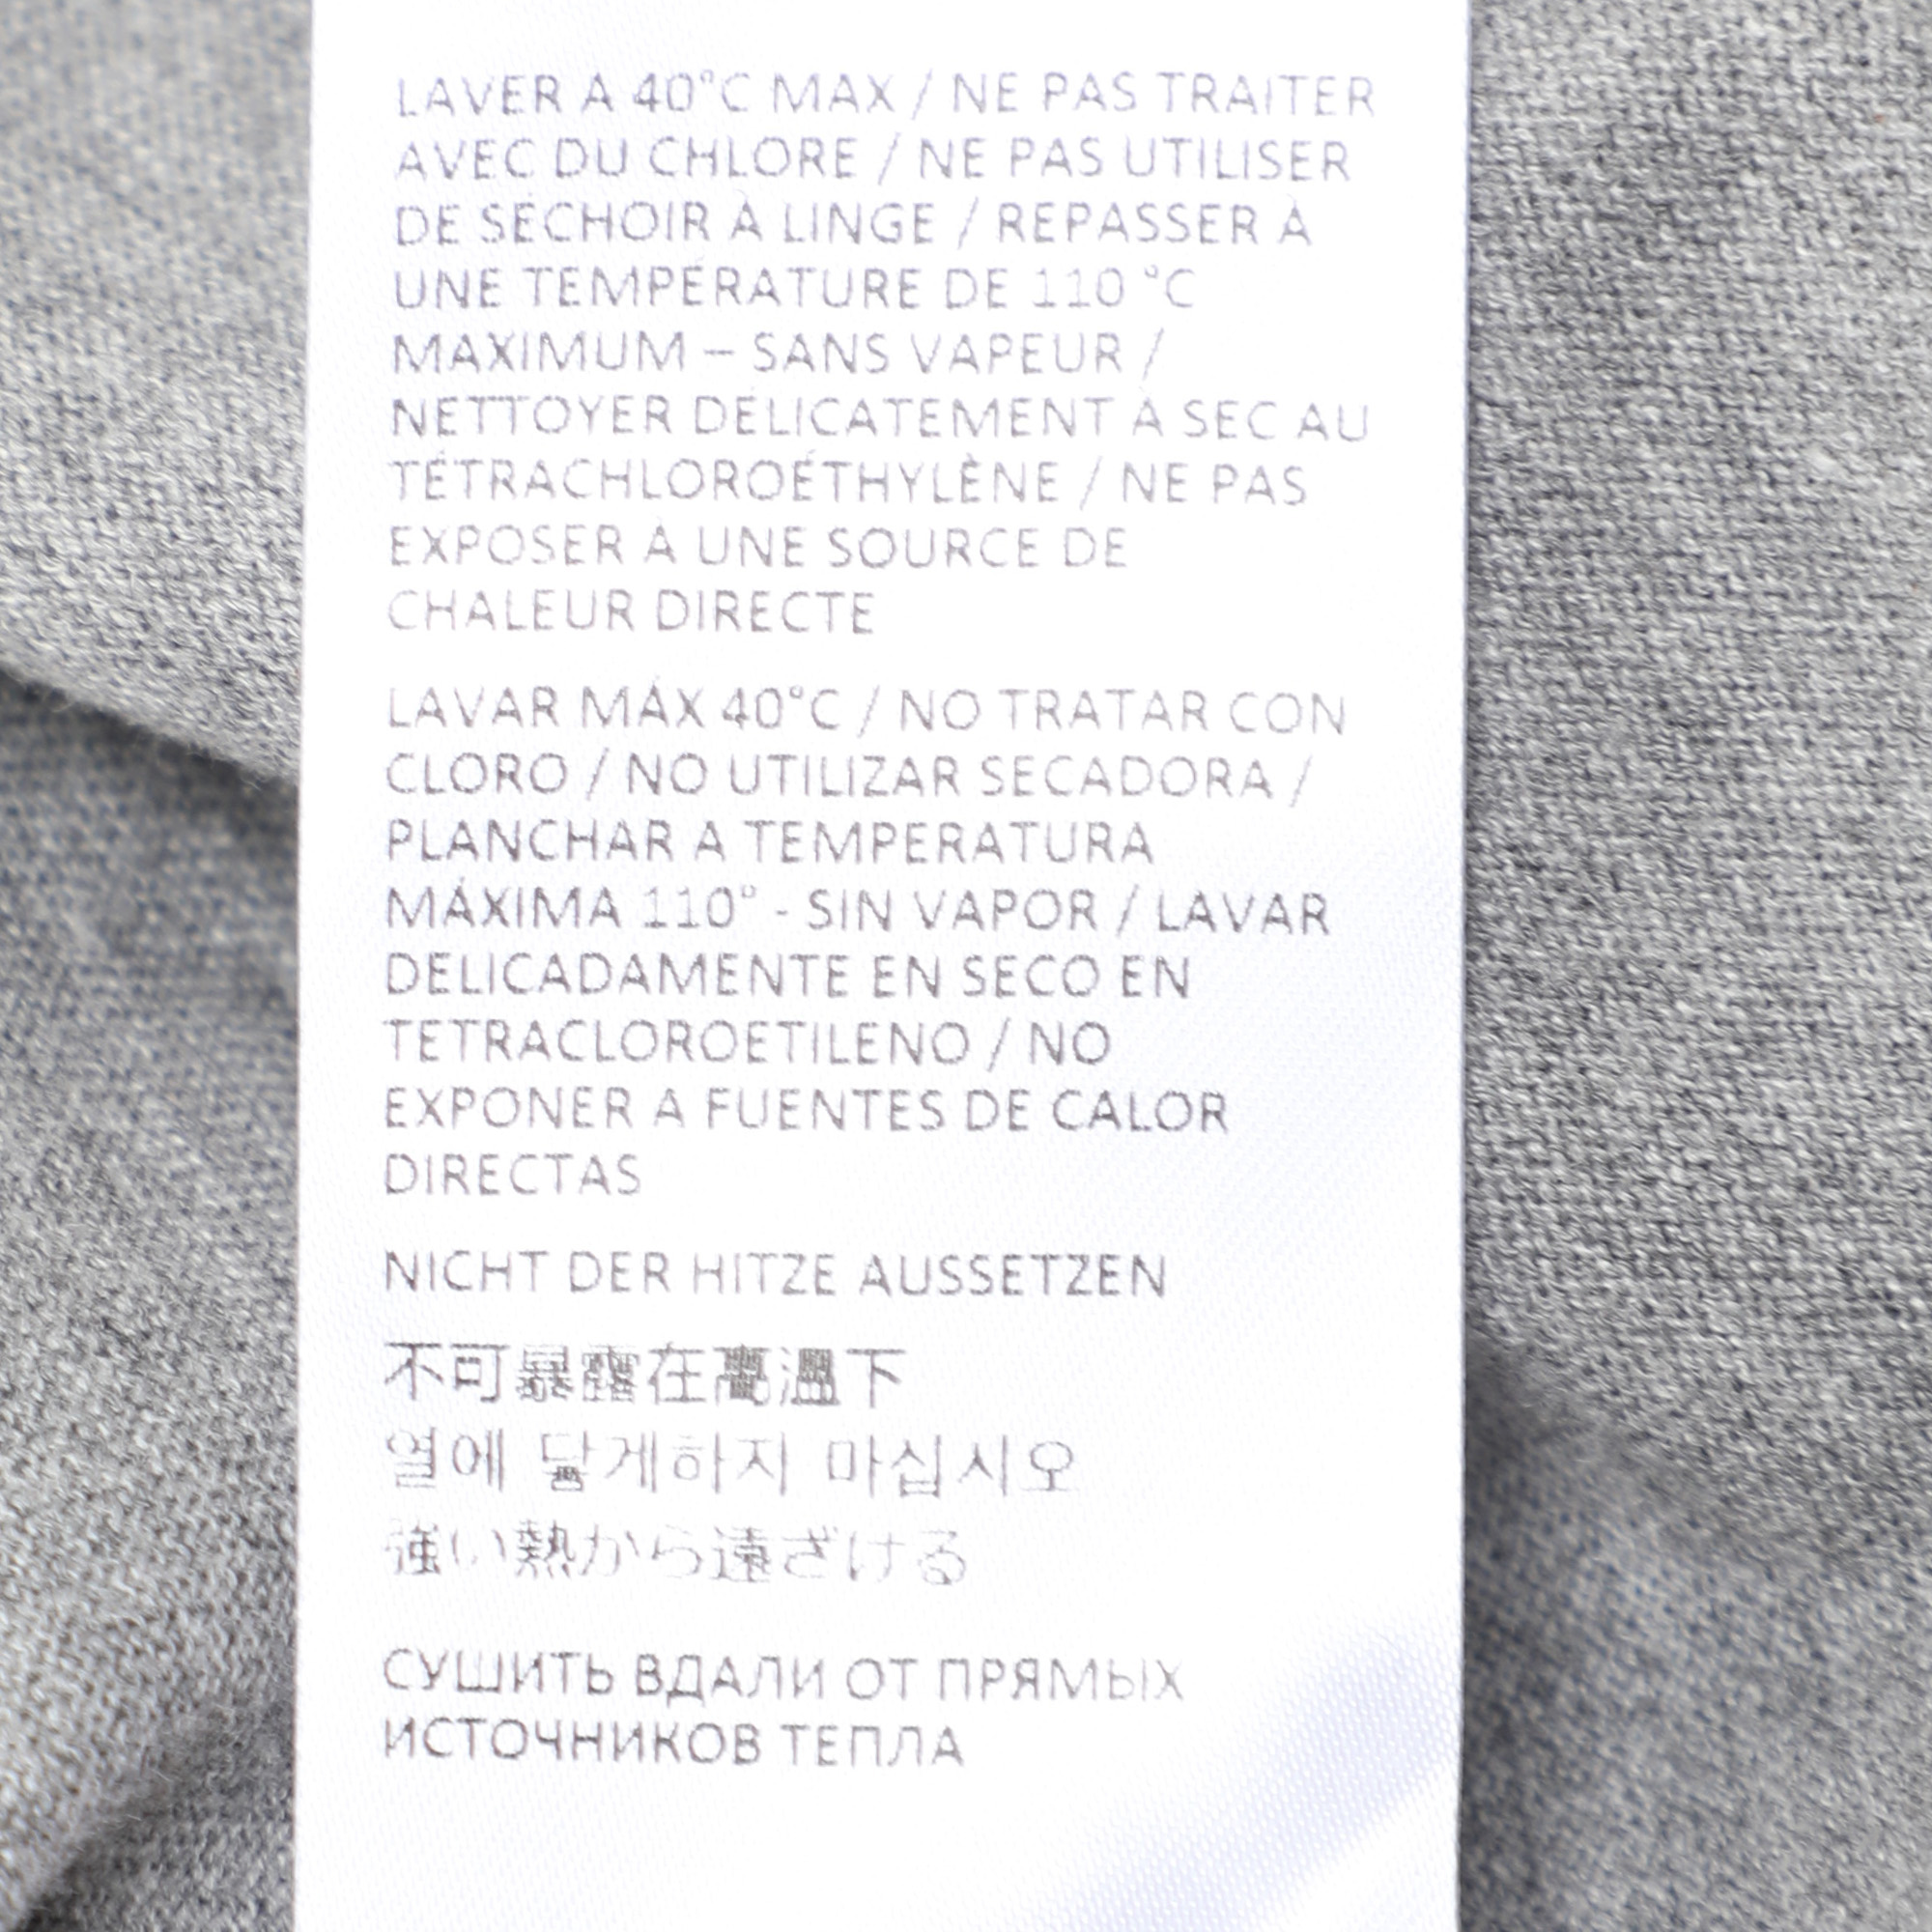 LAVER A 40°C MAX / NE PAS TRAITER
AVEC DU CHLORE / NE PAS UTILISER
DE SÉCHOIR À LINGE / REPASSER À
UNE TEMPÉRATURE DE 110 °C
MAXIMUM – SANS VAPEUR /
NETTOYER DÉLICATEMENT À SEC AU
TÉTRACHLOROÉTHYLÈNE / NE PAS
EXPOSER À UNE SOURCE DE
CHALEUR DIRECTE
LAVAR MÁX 40°C / NO TRATAR CON
CLORO / NO UTILIZAR SECADORA /
PLANCHAR A TEMPERATURA
MÁXIMA 110° - SIN VAPOR / LAVAR
DELICADAMENTE EN SECO EN
TETRACLOROETILENO / NO
EXPONER A FUENTES DE CALOR
DIRECTAS
NICHT DER HITZE AUSSETZEN
不可暴露在高溫下
열에 닿게하지 마십시오
強い熱から遠ざける
СУШИТЬ ВДАЛИ ОТ ПРЯМЫХ
ИСТОЧНИКОВ ТЕПЛА